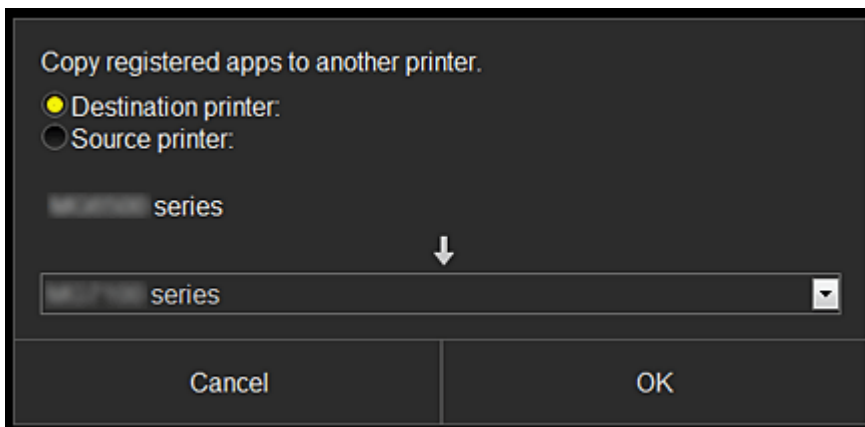 Copy registered apps to another printer.
Destination printer:
Source printer:
series
series
Cancel
OK